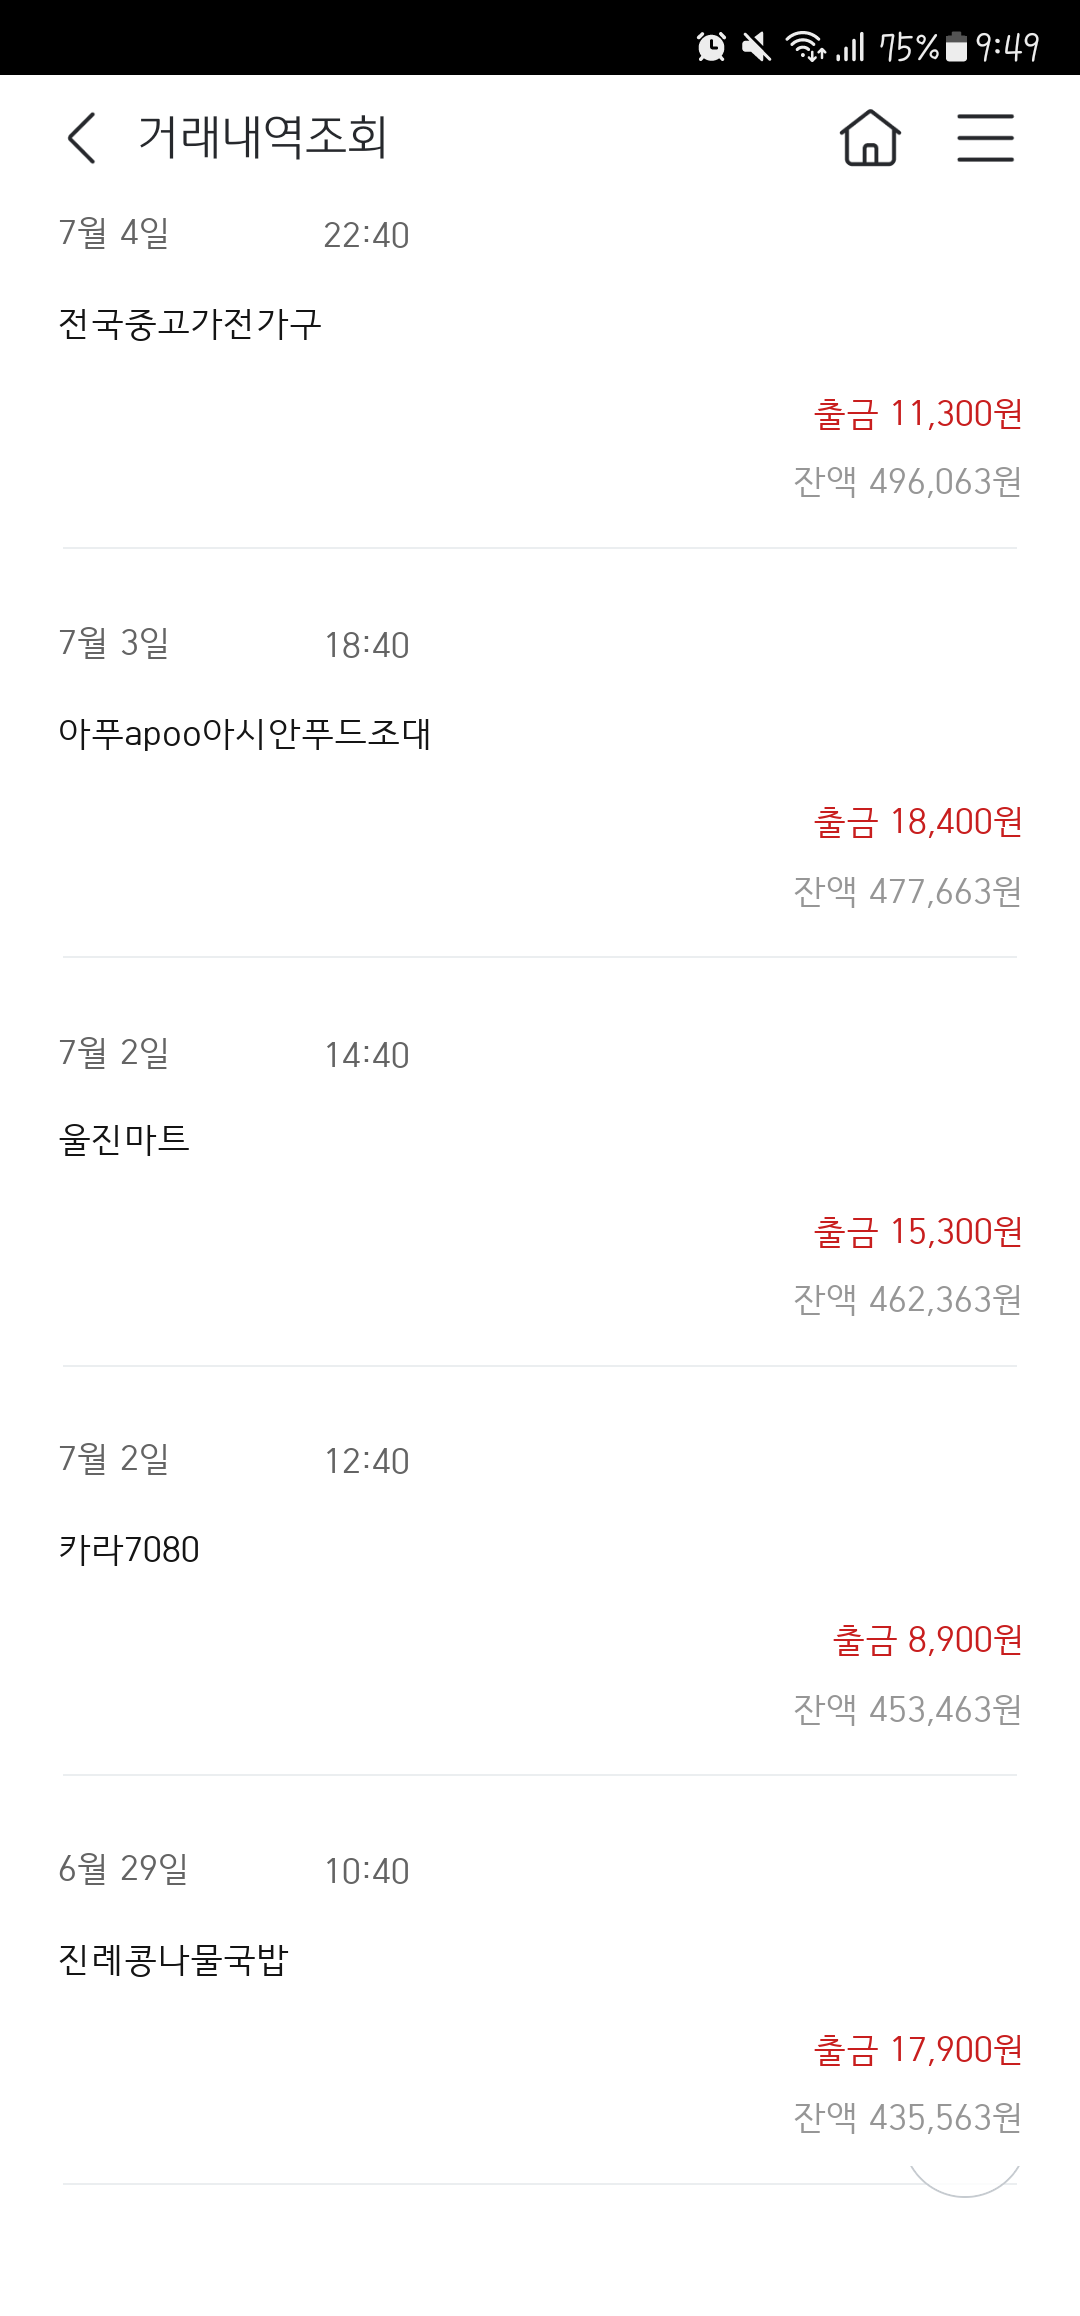 75% 9:49
거래내역조회
7월 4일 22:40
전국중고가전가구
출금 11,300원
잔액 496,063원
7월 3일 18:40
아푸apoo아시안푸드조대
출금 18,400원
잔액 477,663원
7월 2일 14:40
울진마트
출금 15,300원
잔액 462,363원
7월 2일 12:40
카라7080
출금 8,900원
잔액 453,463원
6월 29일 10:40
진례콩나물국밥
출금 17,900원
잔액 435,563원